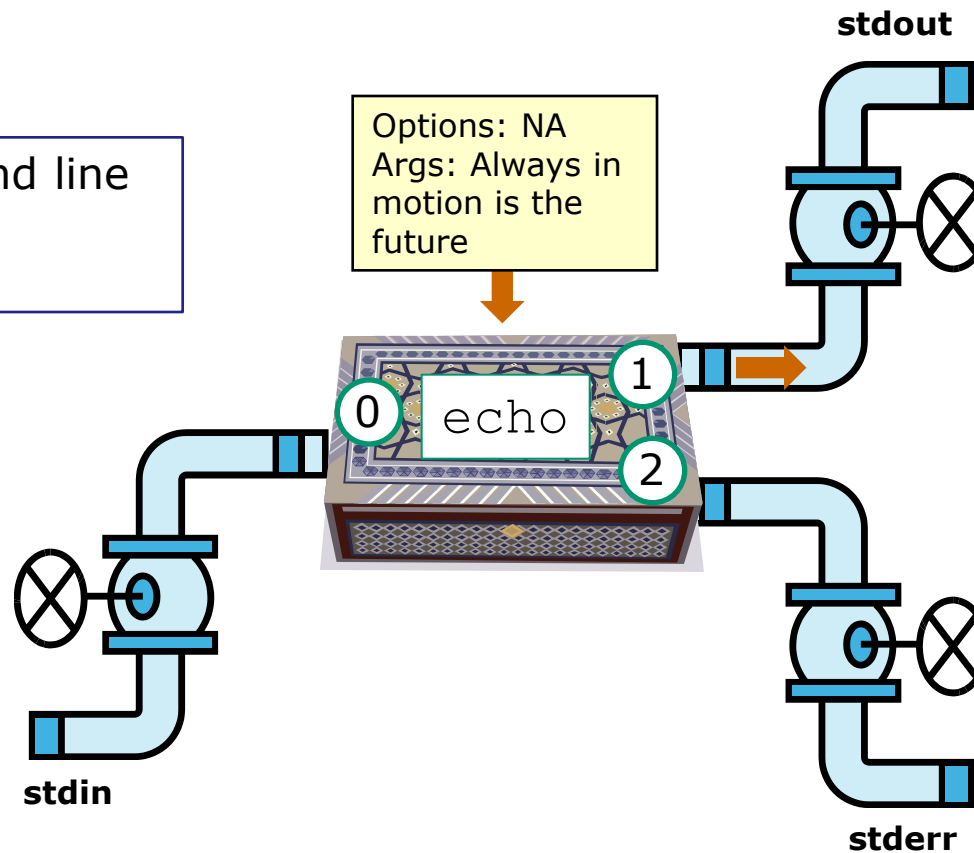 stdout
nd line
Options: NA
Args: Always in
motion is the
future
0
echo
1
2
stdin
stderr